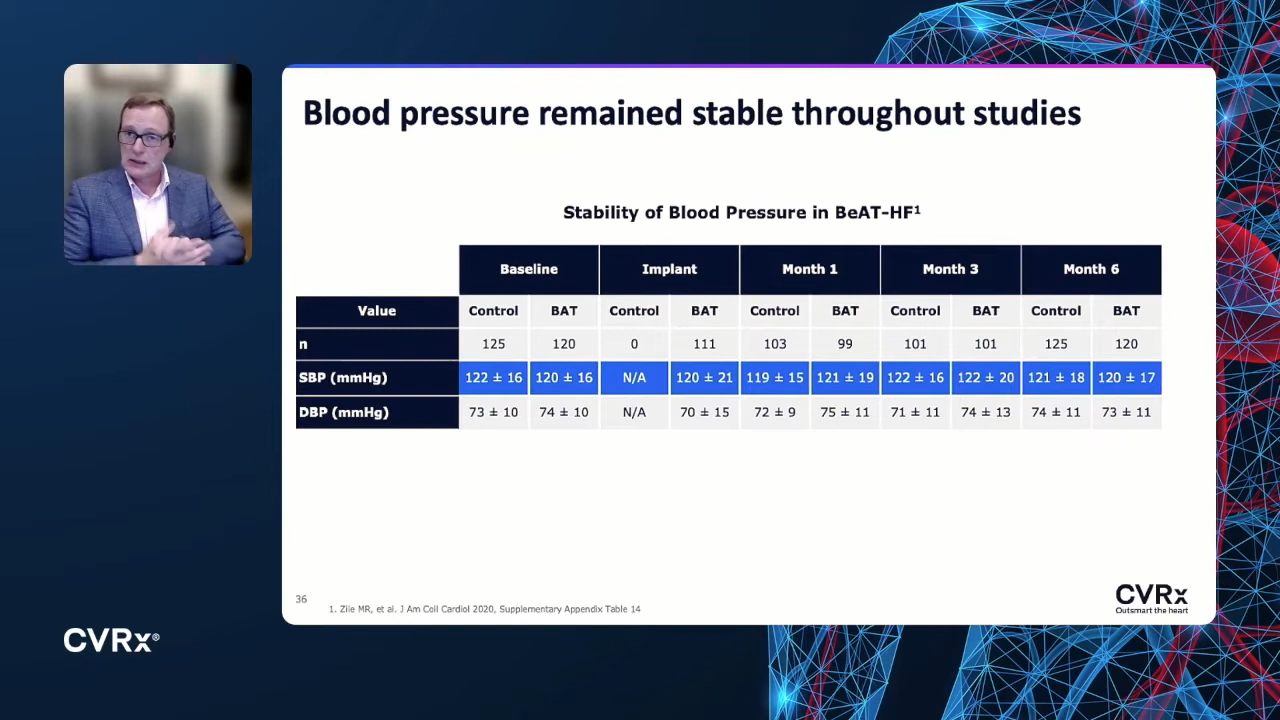 Blood pressure remained stable throughout studies
Stability of Blood Pressure in BeAT-HF¹
Baseline Implant Month 1 Month 3 Month 6
Value Control BAT Control BAT Control BAT Control BAT Control BAT
n 125 120 0 111 103 99 101 101 125 120
SBP (mmHg) 122 ± 16 120 ± 16 N/A 120 ± 21 119 ± 15 121 ± 19 122 ± 16 122 ± 20 121 ± 18 120 ± 17
DBP (mmHg) 73 ± 10 74 ± 10 N/A 70 ± 15 72 ± 9 75 ± 11 71 ± 11 74 ± 13 74 ± 11 73 ± 11
36
1. Zile MR, et al. J Am Coll Cardiol 2020, Supplementary Appendix Table 14
CVRx
Outsmart the heart
CVRx®